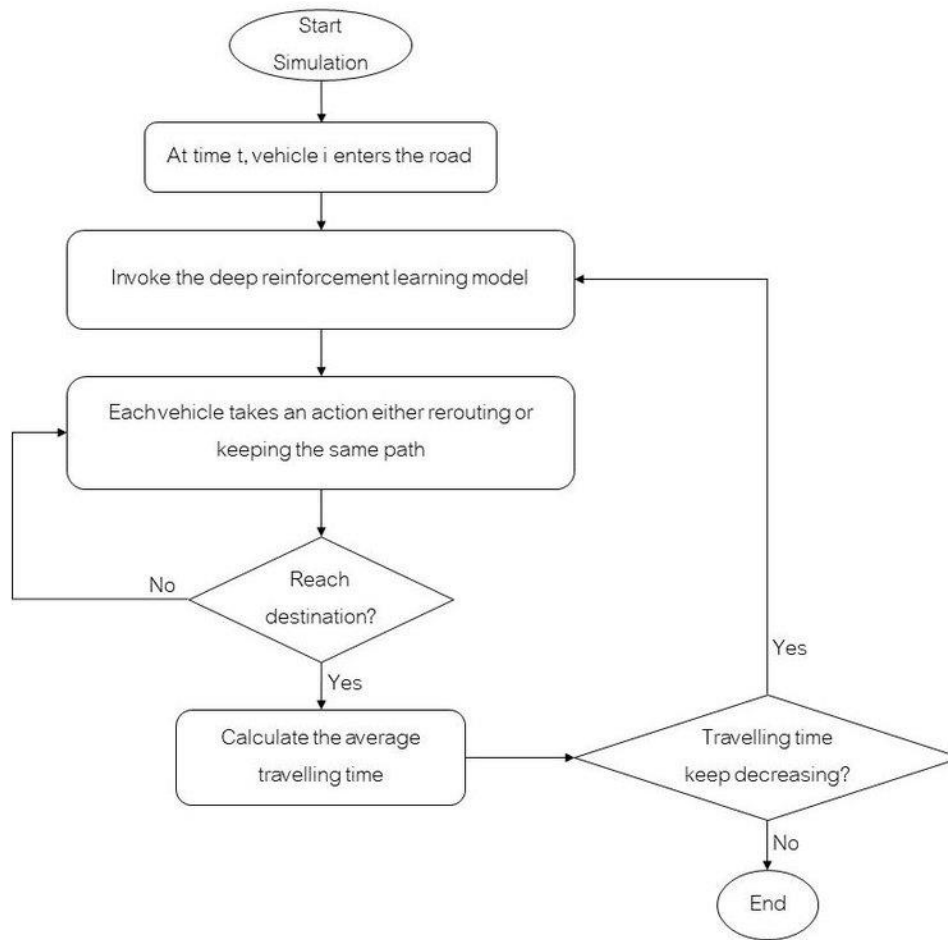 Start
Simulation
At time t, vehicle i enters the road
Invoke the deep reinforcement learning model
Each vehicle takes an action either rerouting or
keeping the same path
No
Reach
destination?
Yes
Calculate the average
travelling time
Yes
Travelling time
keep decreasing?
No
End